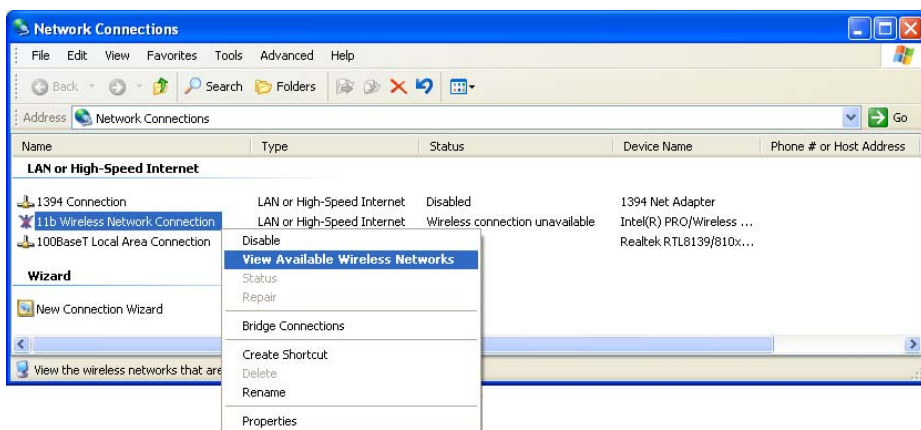 Network Connections
File Edit View Favorites Tools Advanced Help
Back Search Folders
Address Network Connections Go
Name Type Status Device Name Phone # or Host Address
LAN or High-Speed Internet
1394 Connection LAN or High-Speed Internet Disabled 1394 Net Adapter
11b Wireless Network Connection LAN or High-Speed Internet Wireless connection unavailable Intel(R) PRO/Wireless ...
100BaseT Local Area Connection Realtek RTL8139/810x...
Disable
View Available Wireless Networks
Status
Repair
Bridge Connections
Create Shortcut
Delete
Rename
Properties
Wizard
New Connection Wizard
View the wireless networks that are